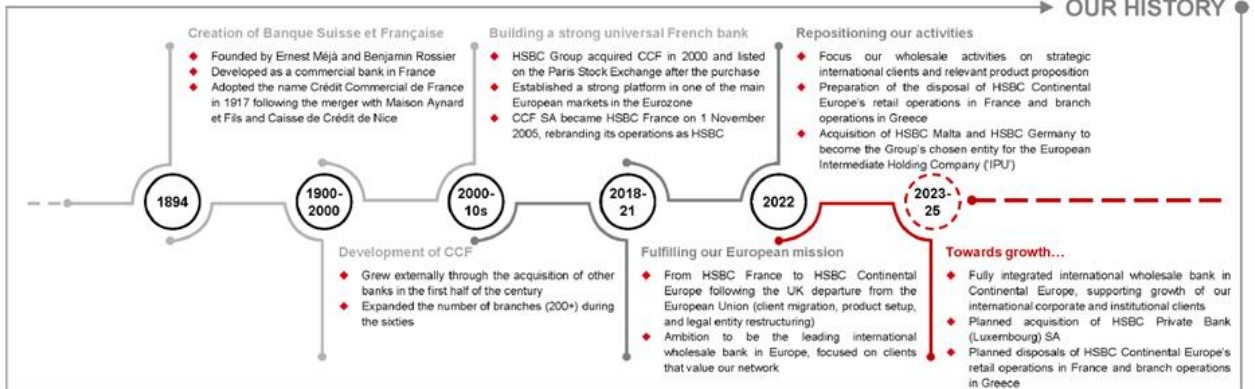 OUR HISTORY
Creation of Banque Suisse et Française
Founded by Ernest Méjà and Benjamin Rossier
Developed as a commercial bank in France
Adopted the name Crédit Commercial de France
in 1917 following the merger with Maison Aynard
et Fils and Caisse de Crédit de Nice
Building a strong universal French bank
HSBC Group acquired CCF in 2000 and listed
on the Paris Stock Exchange after the purchase
Established a strong platform in one of the main
European markets in the Eurozone
CCF SA became HSBC France on 1 November
2005, rebranding its operations as HSBC
Repositioning our activities
Focus our wholesale activities on strategic
international clients and relevant product proposition
Preparation of the disposal of HSBC Continental
Europe's retail operations in France and branch
operations in Greece
Acquisition of HSBC Malta and HSBC Germany to
become the Group's chosen entity for the European
Intermediate Holding Company ('IPU')
1894
1900-
2000
2000-
10s
2018-
21
2022
2023-
25
Development of CCF
Grew externally through the acquisition of other
banks in the first half of the century
Expanded the number of branches (200+) during
the sixties
Fulfilling our European mission
From HSBC France to HSBC Continental
Europe following the UK departure from the
European Union (client migration, product setup,
and legal entity restructuring)
Ambition to be the leading international
wholesale bank in Europe, focused on clients
that value our network
Towards growth…
Fully integrated international wholesale bank in
Continental Europe, supporting growth of our
international corporate and institutional clients
Planned acquisition of HSBC Private Bank
(Luxembourg) SA
Planned disposals of HSBC Continental Europe's
retail operations in France and branch operations
in Greece